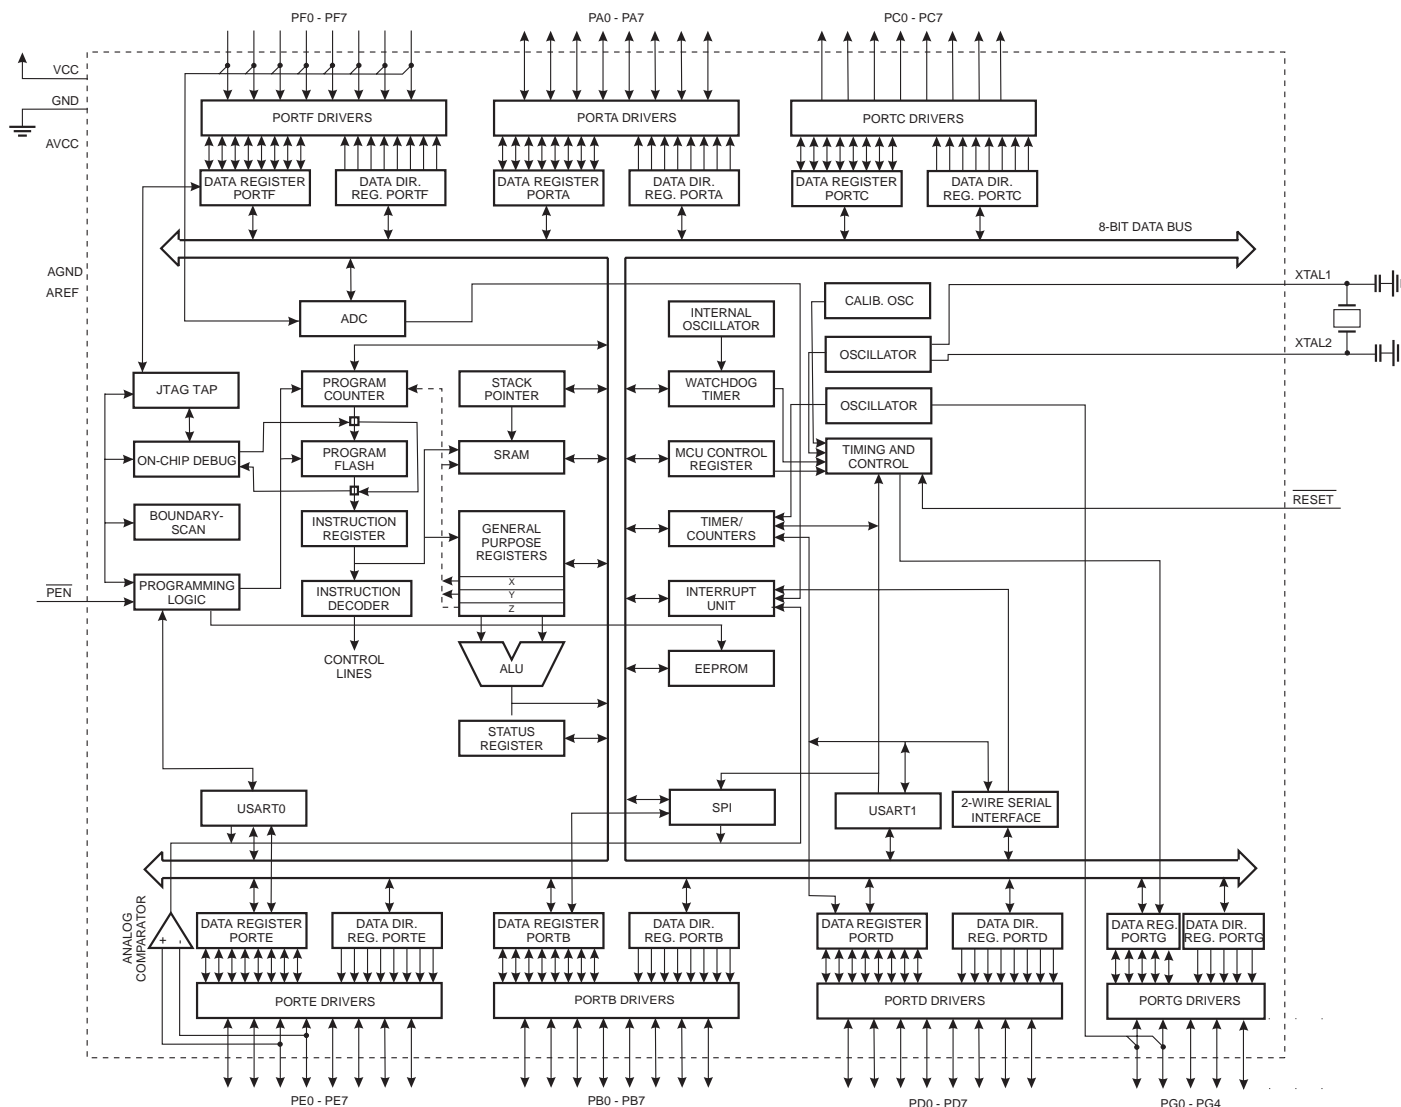 PF0 - PF7
PA0 - PA7
PC0 - PC7
VCC
GND
AVCC
PORTF DRIVERS
PORTA DRIVERS
PORTC DRIVERS
DATA REGISTER
PORTF
DATA DIR.
REG. PORTF
DATA REGISTER
PORTA
DATA DIR.
REG. PORTA
DATA REGISTER
PORTC
DATA DIR.
REG. PORTC
8-BIT DATA BUS
AGND
AREF
XTAL1
XTAL2
ADC
INTERNAL
OSCILLATOR
CALIB. OSC
OSCILLATOR
JTAG TAP
PROGRAM
COUNTER
STACK
POINTER
WATCHDOG
TIMER
OSCILLATOR
ON-CHIP DEBUG
PROGRAM
FLASH
SRAM
MCU CONTROL
REGISTER
TIMING AND
CONTROL
RESET
BOUNDARY-
SCAN
INSTRUCTION
REGISTER
GENERAL
PURPOSE
REGISTERS
X
Y
Z
TIMER/
COUNTERS
PEN
PROGRAMMING
LOGIC
INSTRUCTION
DECODER
INTERRUPT
UNIT
CONTROL
LINES
ALU
EEPROM
STATUS
REGISTER
USART0
SPI
USART1
2-WIRE SERIAL
INTERFACE
ANALOG
COMPARATOR
+
-
DATA REGISTER
PORTE
DATA DIR.
REG. PORTE
DATA REGISTER
PORTB
DATA DIR.
REG. PORTB
DATA REGISTER
PORTD
DATA DIR.
REG. PORTD
DATA REG.
PORTG
DATA DIR.
REG. PORTG
PORTE DRIVERS
PORTB DRIVERS
PORTD DRIVERS
PORTG DRIVERS
PE0 - PE7
PB0 - PB7
PD0 - PD7
PG0 - PG4